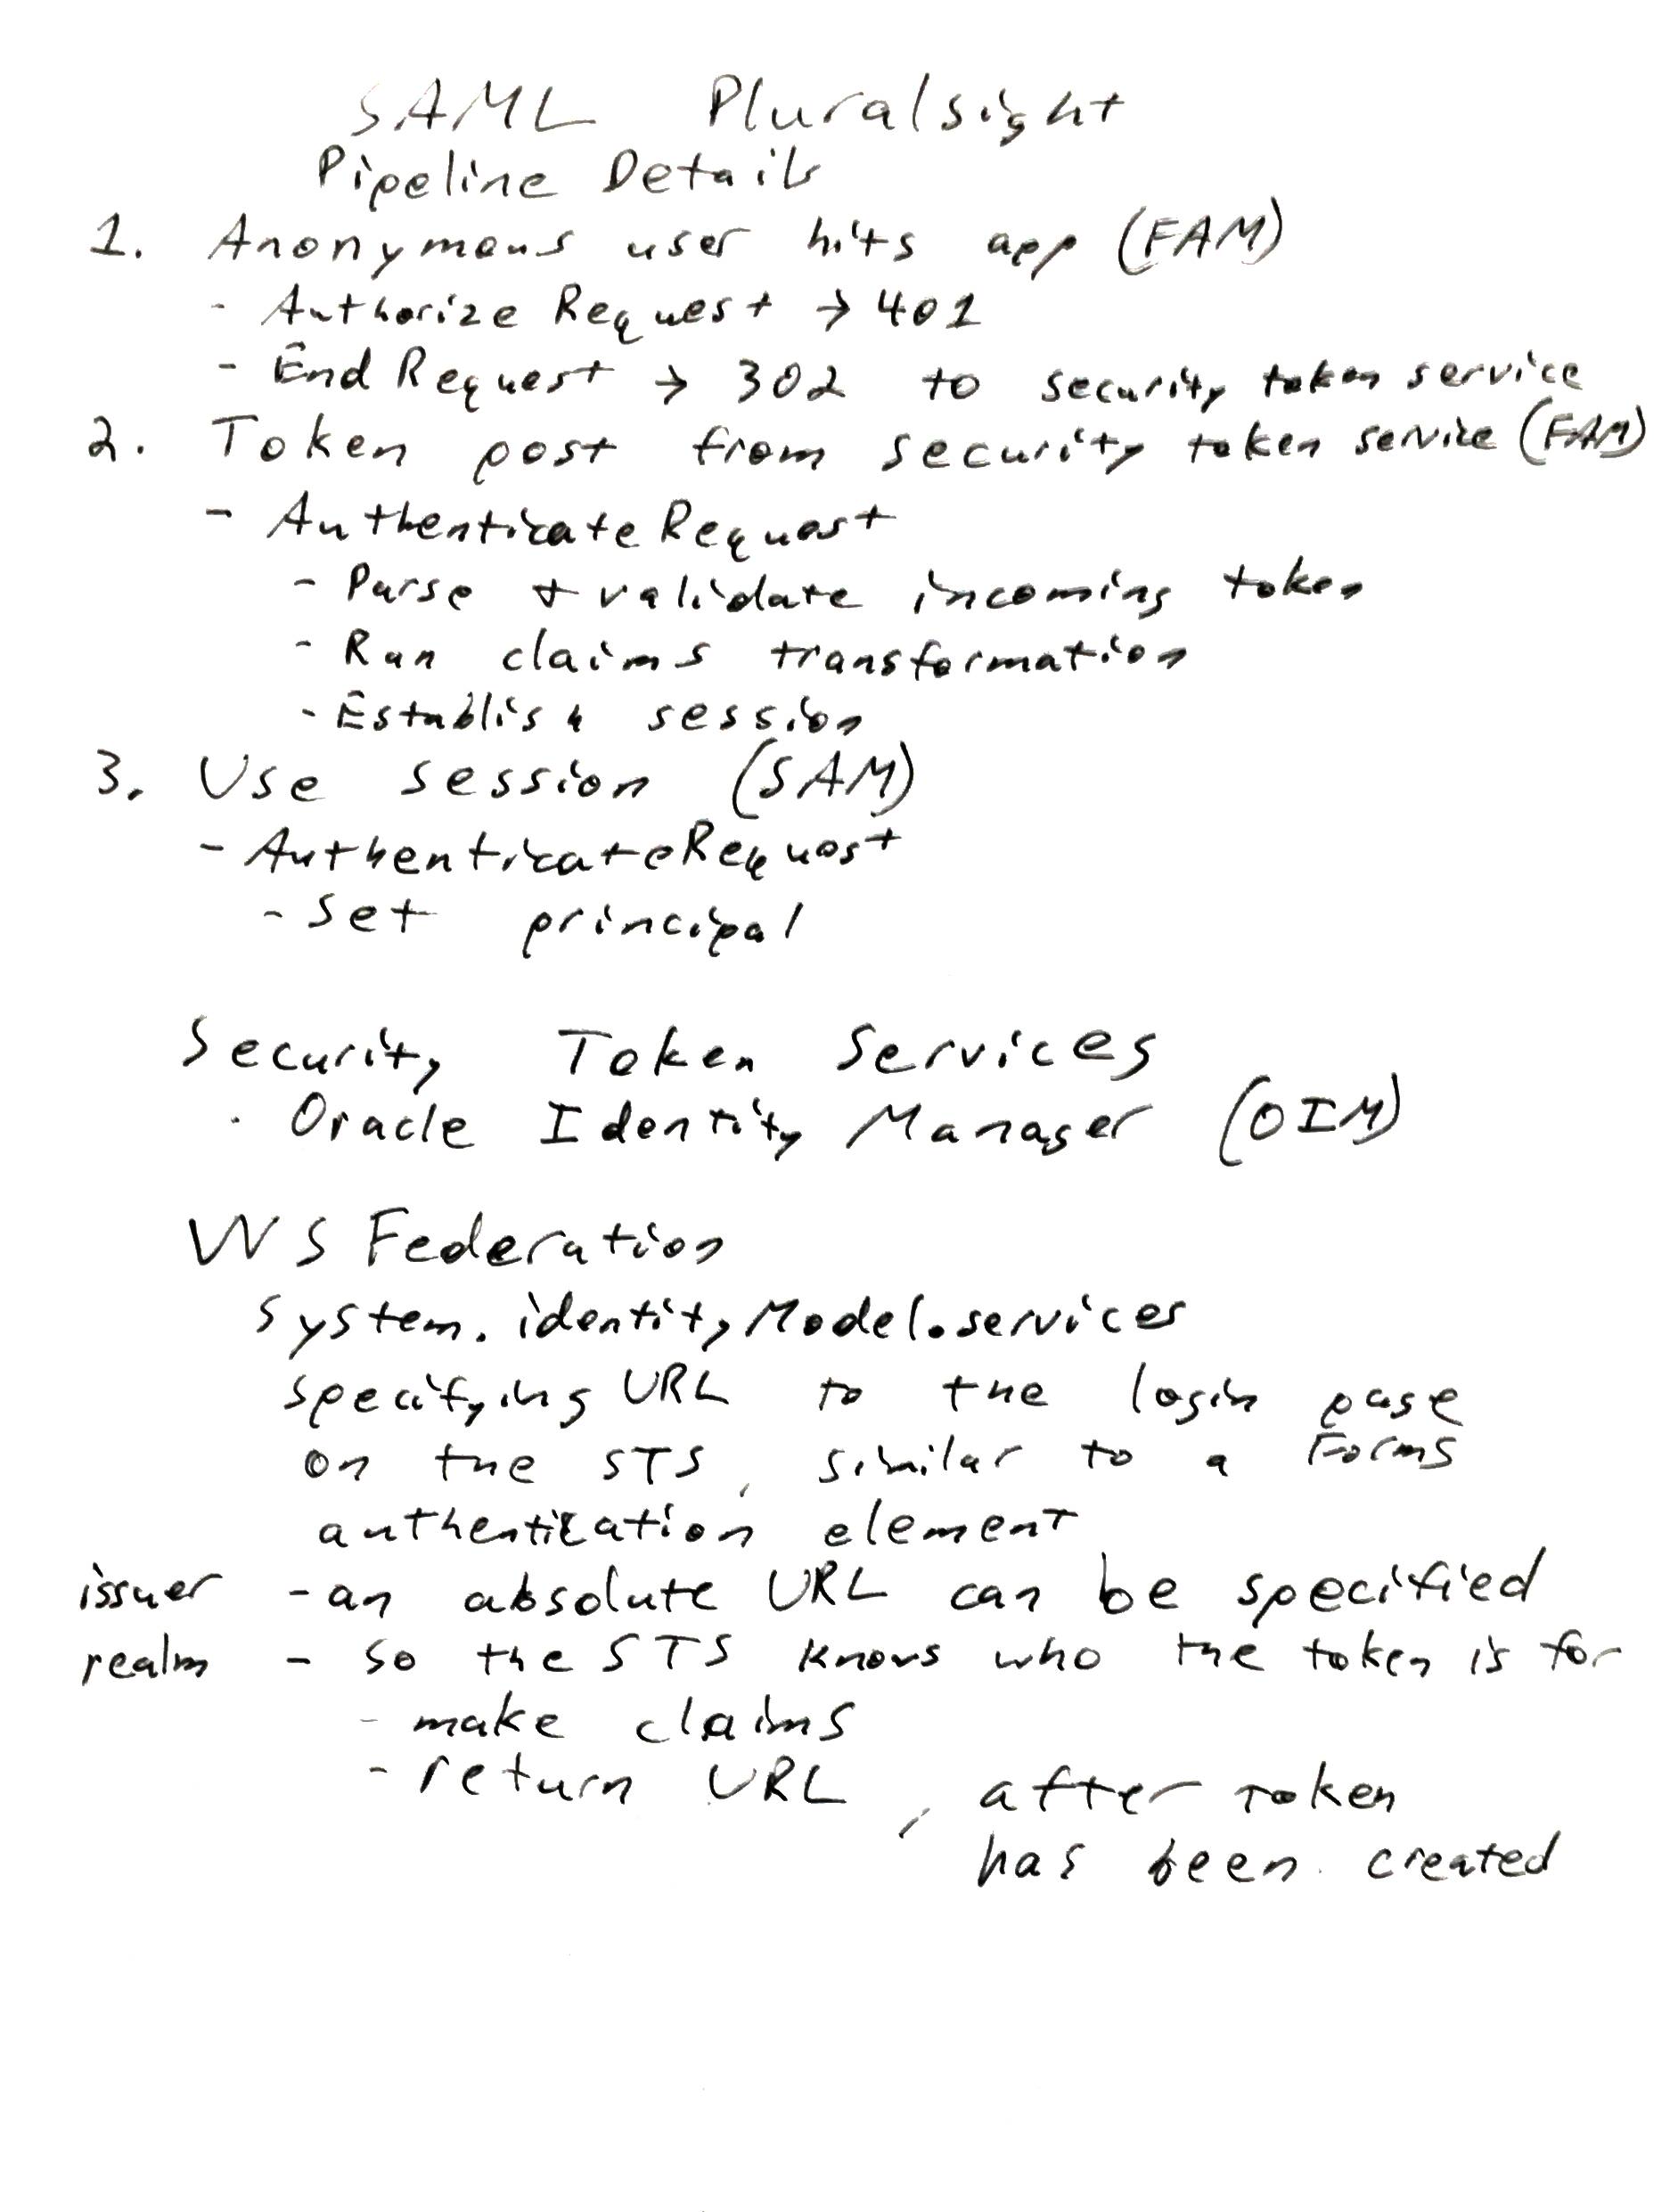 SAML Pluralsight
Pipeline Details
1. Anonymous user hits app (FAM)
- Authorize Request → 401
- End Request → 302 to security token service
2. Token post from security token service (FAM)
- AuthenticateRequest
- Parse + validate incoming token
- Run claims transformation
- Establish session
3. Use session (SAM)
- AuthenticateRequest
- Set principal
Security Token Services
· Oracle Identity Manager (OIM)
WS Federation
system.identityModel.services
specifying URL to the login page
on the STS, similar to a Forms
authentication element
issuer - an absolute URL can be specified
realm - so the STS knows who the token is for
- make claims
- return URL, after token
has been created